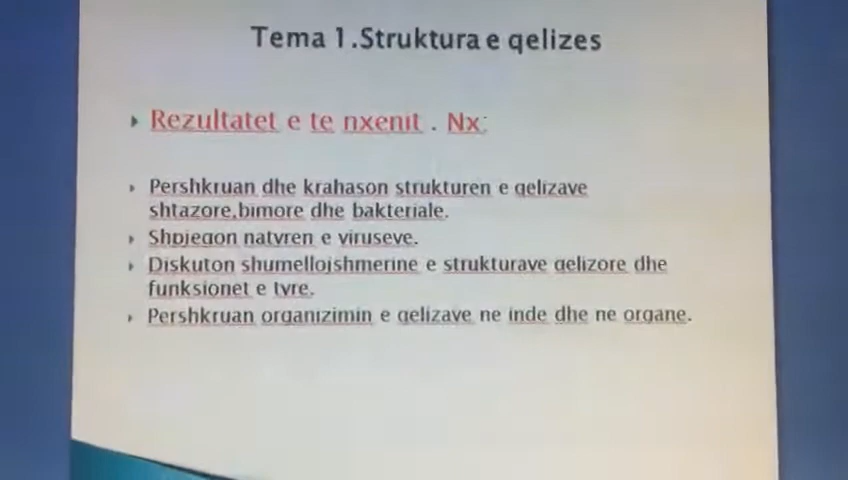 Tema 1.Struktura e qelizes
Rezultatet e te nxenit . Nx:
Pershkruan dhe krahason strukturen e qelizave
shtazore,bimore dhe bakteriale.
Shpjegon natyren e viruseve.
Diskuton shumellojshmerine e strukturave qelizore dhe
funksionet e tyre.
Pershkruan organizimin e qelizave ne inde dhe ne organe.